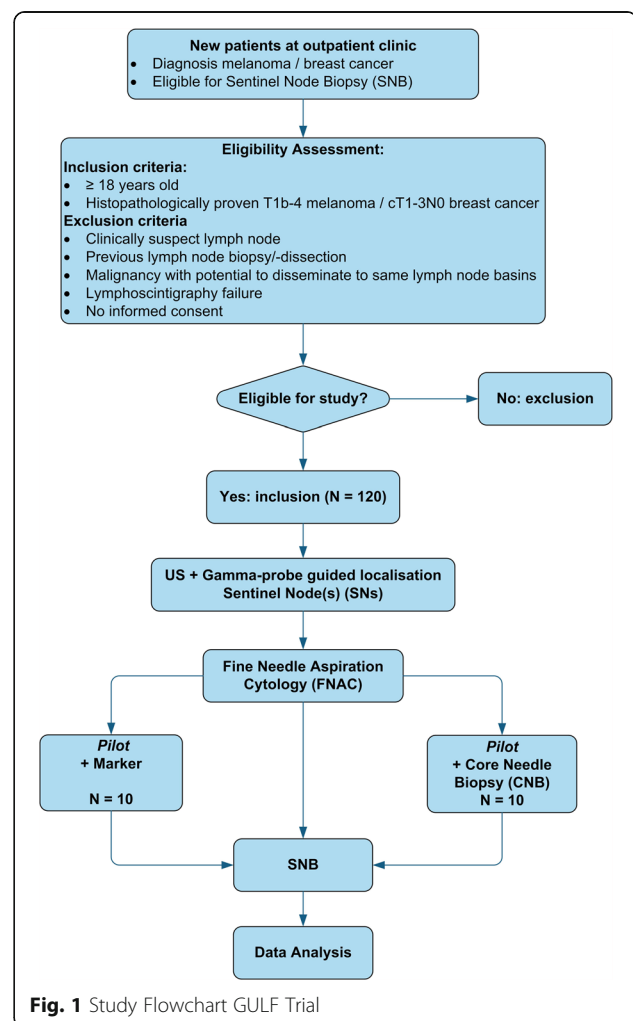 New patients at outpatient clinic
• Diagnosis melanoma / breast cancer
• Eligible for Sentinel Node Biopsy (SNB)
Eligibility Assessment:
Inclusion criteria:
• ≥ 18 years old
• Histopathologically proven T1b-4 melanoma / cT1-3N0 breast cancer
Exclusion criteria
• Clinically suspect lymph node
• Previous lymph node biopsy/-dissection
• Malignancy with potential to disseminate to same lymph node basins
• Lymphoscintigraphy failure
• No informed consent
Eligible for study?
No: exclusion
Yes: inclusion (N = 120)
US + Gamma-probe guided localisation
Sentinel Node(s) (SNs)
Fine Needle Aspiration
Cytology (FNAC)
Pilot
+ Marker
N = 10
Pilot
+ Core Needle
Biopsy (CNB)
N = 10
SNB
Data Analysis
Fig. 1 Study Flowchart GULF Trial